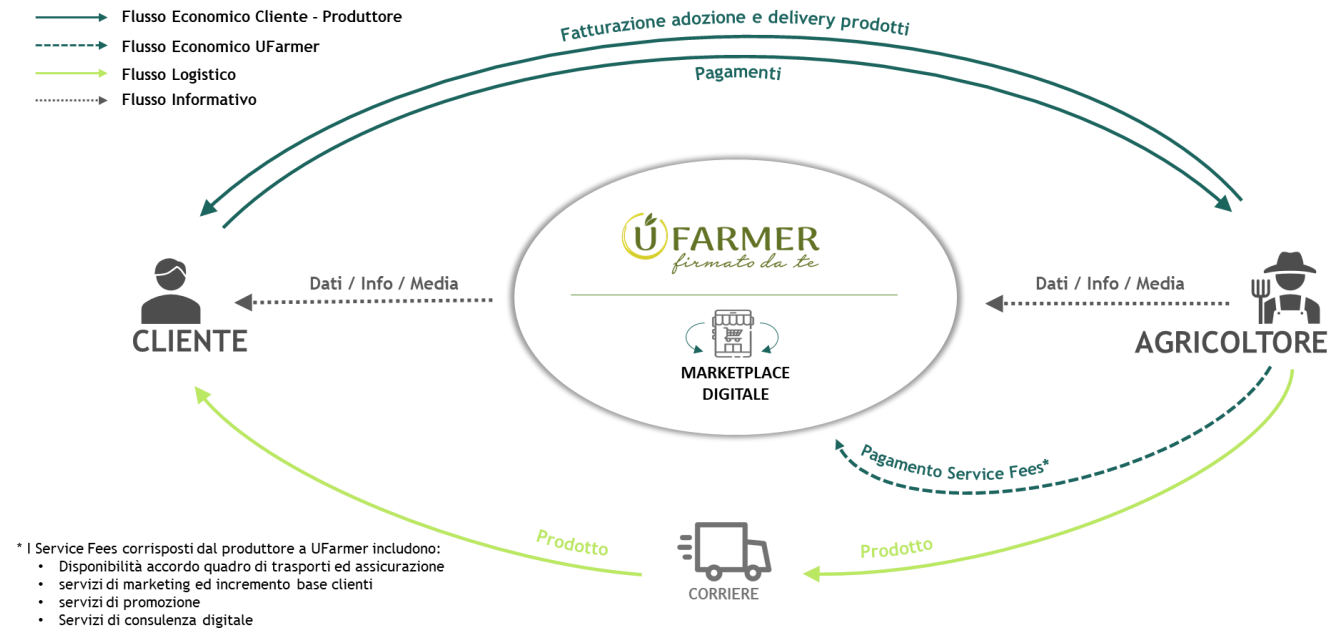 Flusso Economico Cliente - Produttore
Flusso Economico UFarmer
Flusso Logistico
Flusso Informativo
Fatturazione adozione e delivery prodotti
Pagamenti
Ú FARMER
firmato da te
Dati / Info / Media
Dati / Info / Media
CLIENTE
AGRICOLTORE
MARKETPLACE
DIGITALE
Pagamento Service Fees*
Prodotto
Prodotto
CORRIERE
* I Service Fees corrisposti dal produttore a UFarmer includono:
• Disponibilità accordo quadro di trasporti ed assicurazione
• servizi di marketing ed incremento base clienti
• servizi di promozione
• Servizi di consulenza digitale